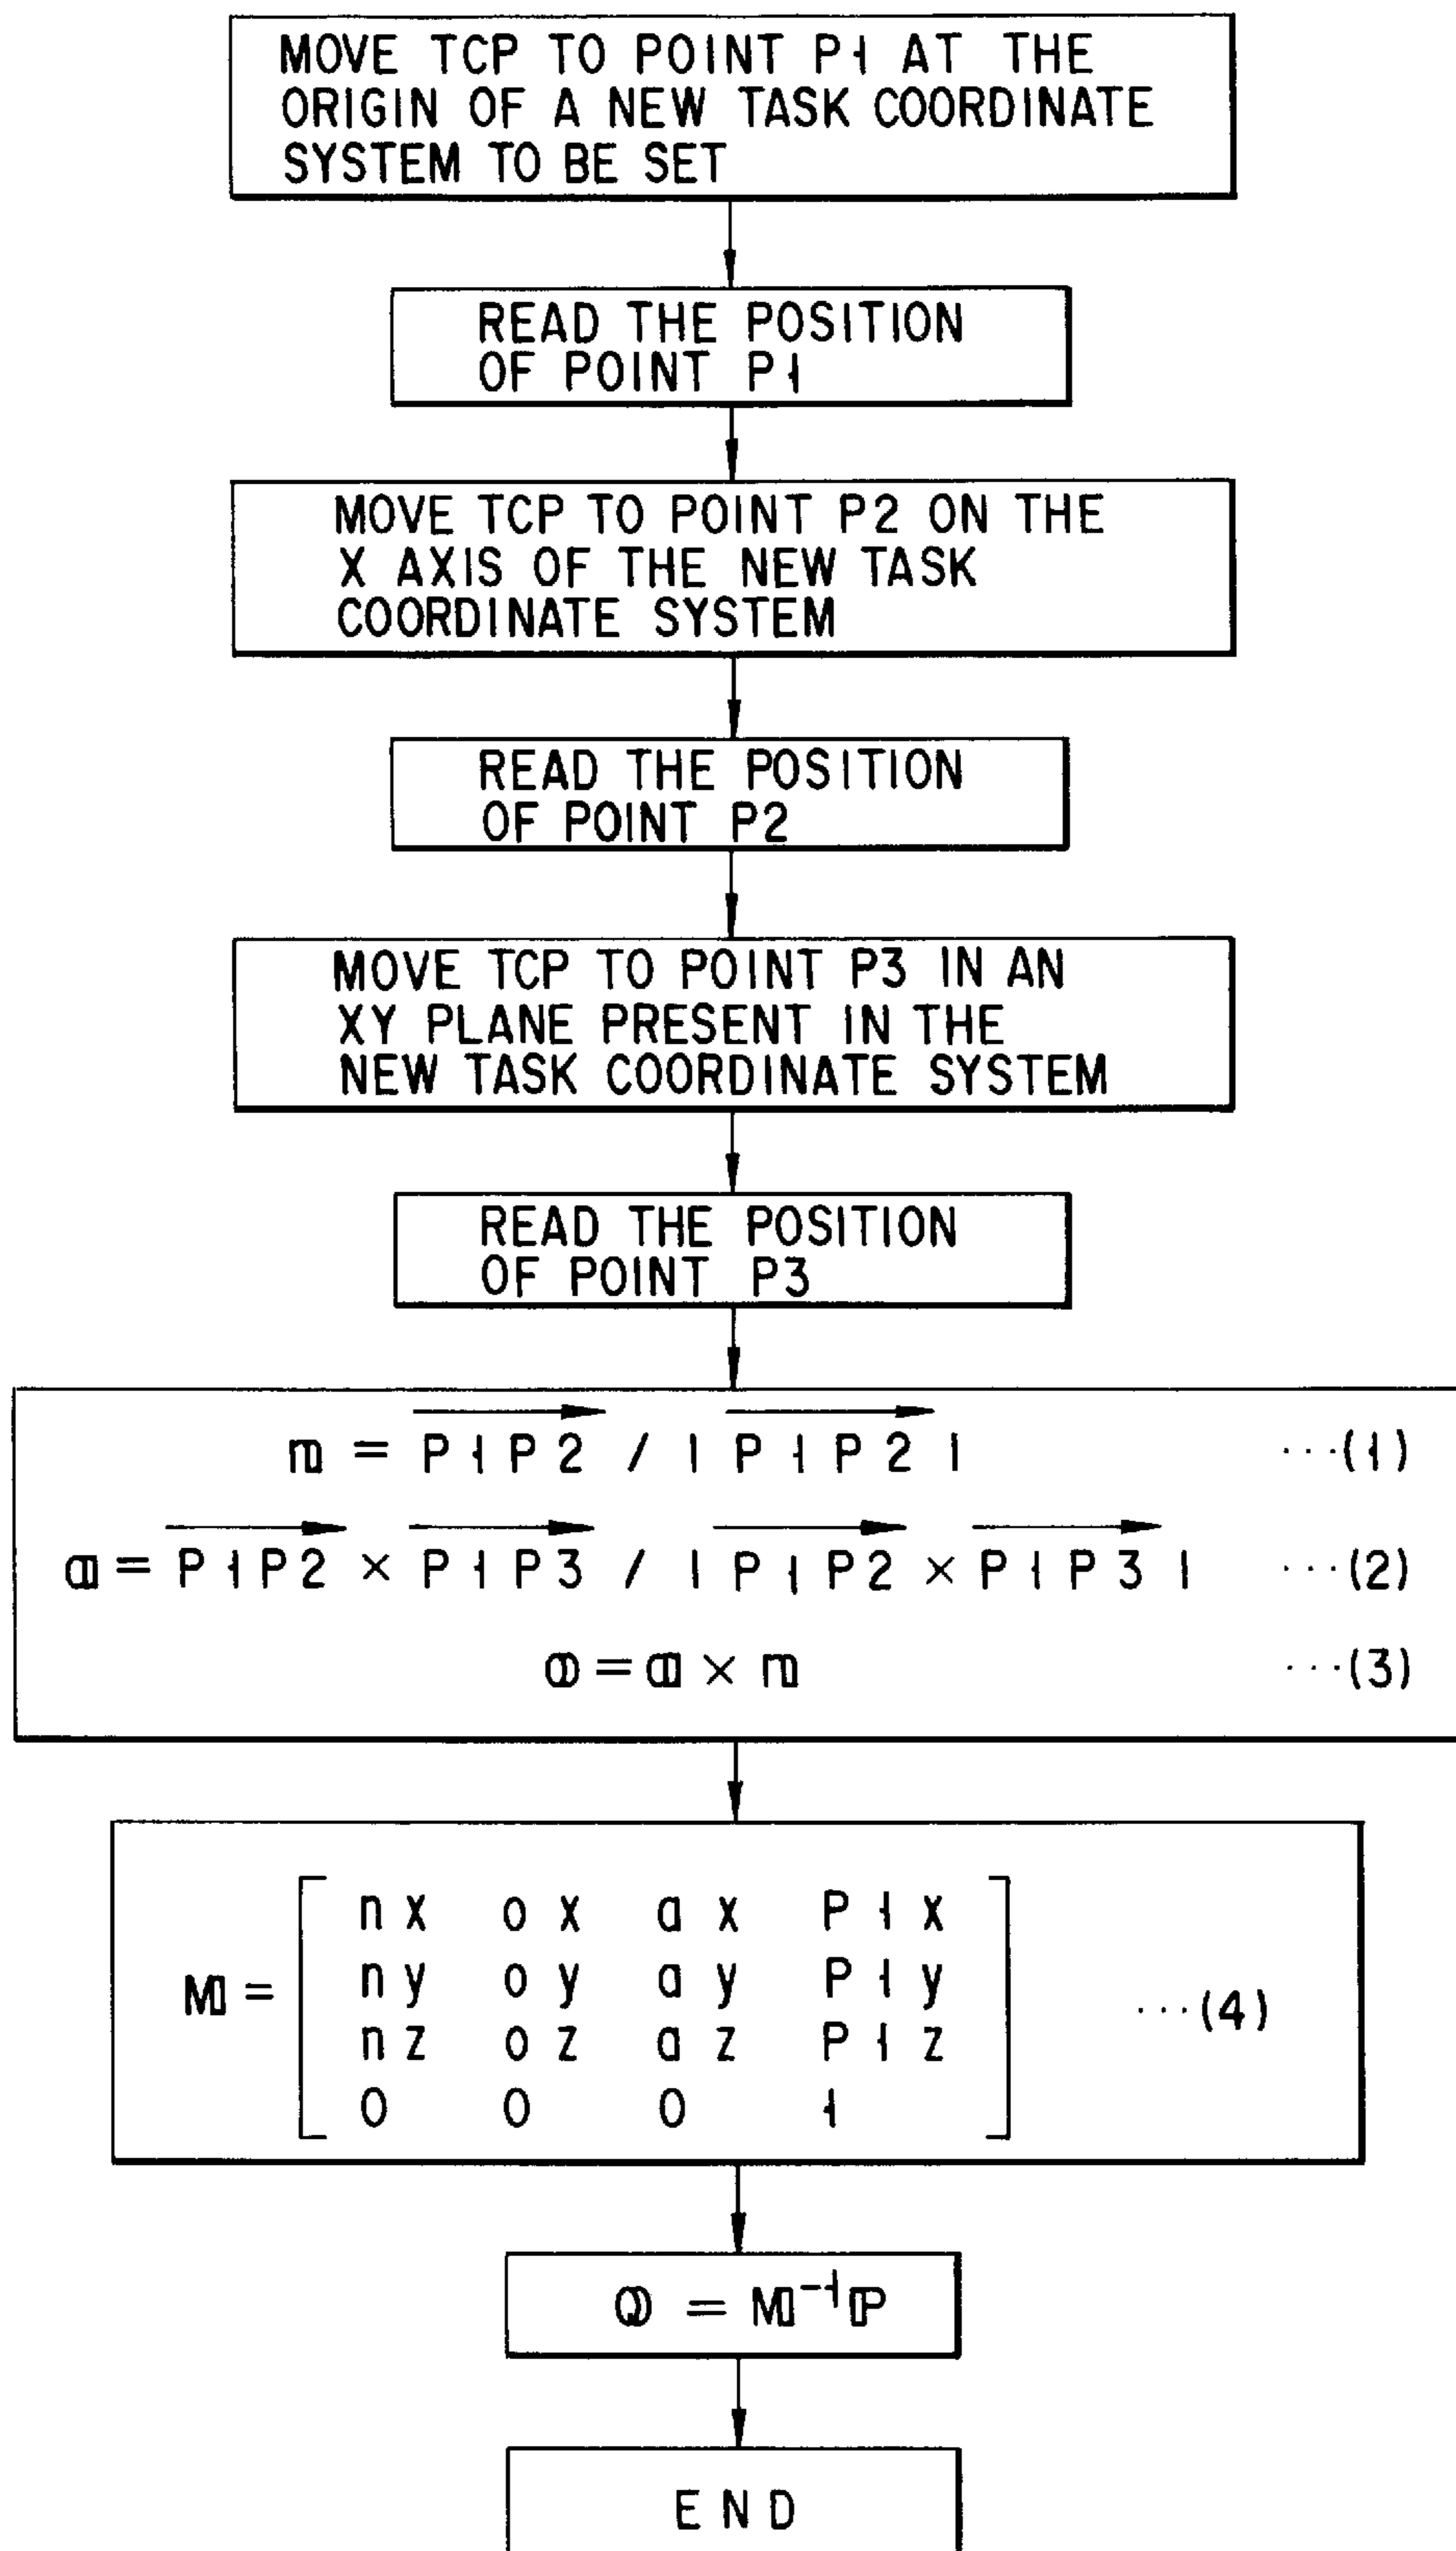 MOVE TCP TO POINT P1 AT THE
ORIGIN OF A NEW TASK COORDINATE
SYSTEM TO BE SET
READ THE POSITION
OF POINT P1
MOVE TCP TO POINT P2 ON THE
X AXIS OF THE NEW TASK
COORDINATE SYSTEM
READ THE POSITION
OF POINT P2
MOVE TCP TO POINT P3 IN AN
XY PLANE PRESENT IN THE
NEW TASK COORDINATE SYSTEM
READ THE POSITION
OF POINT P3
𝕟 = P1P2 / | P1P2 | ···(1)
𝕒 = P1P2 × P1P3 / | P1P2 × P1P3 | ···(2)
𝕠 = 𝕒 × 𝕟 ···(3)
nx ox ax P1x
ny oy ay P1y
𝕄 = ···(4)
nz oz az P1z
0 0 0 1
ℚ = 𝕄⁻¹ℙ
END